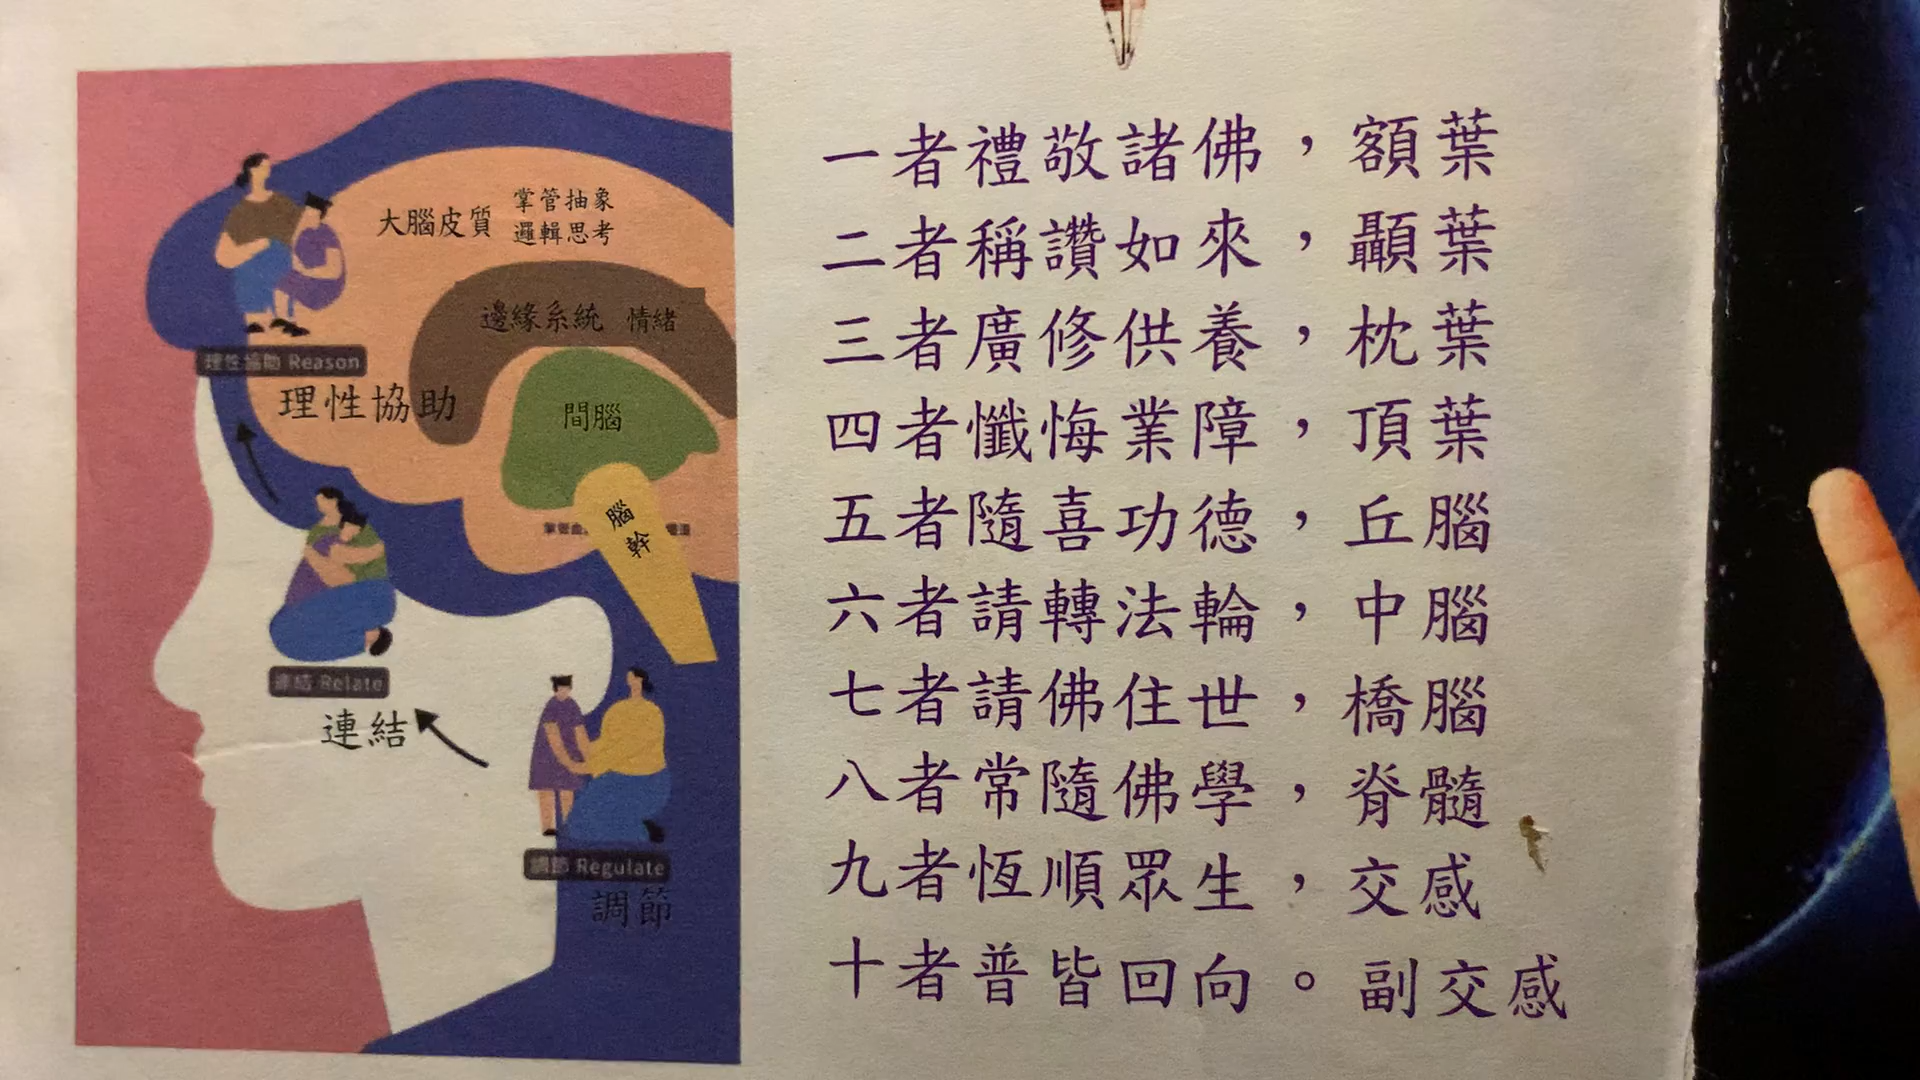 大腦皮質 掌管抽象
邏輯思考
邊緣系統 情緒
理性協助 Reason
理性協助
間腦
腦幹
連結 Relate
連結
調節 Regulate
調節
一者禮敬諸佛，額葉
二者稱讚如來，顳葉
三者廣修供養，枕葉
四者懺悔業障，頂葉
五者隨喜功德，丘腦
六者請轉法輪，中腦
七者請佛住世，橋腦
八者常隨佛學，脊髓
九者恆順眾生，交感
十者普皆回向。副交感